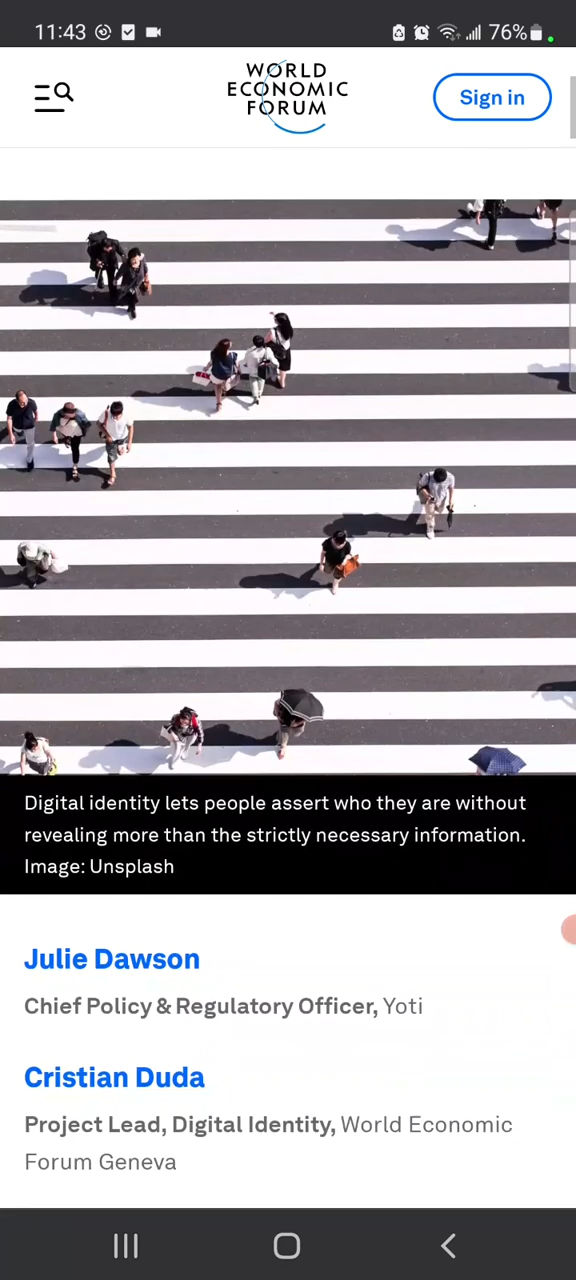 11:43
76%
WORLD
ECONOMIC
FORUM
Sign in
Digital identity lets people assert who they are without
revealing more than the strictly necessary information.
Image: Unsplash
Julie Dawson
Chief Policy & Regulatory Officer, Yoti
Cristian Duda
Project Lead, Digital Identity, World Economic
Forum Geneva